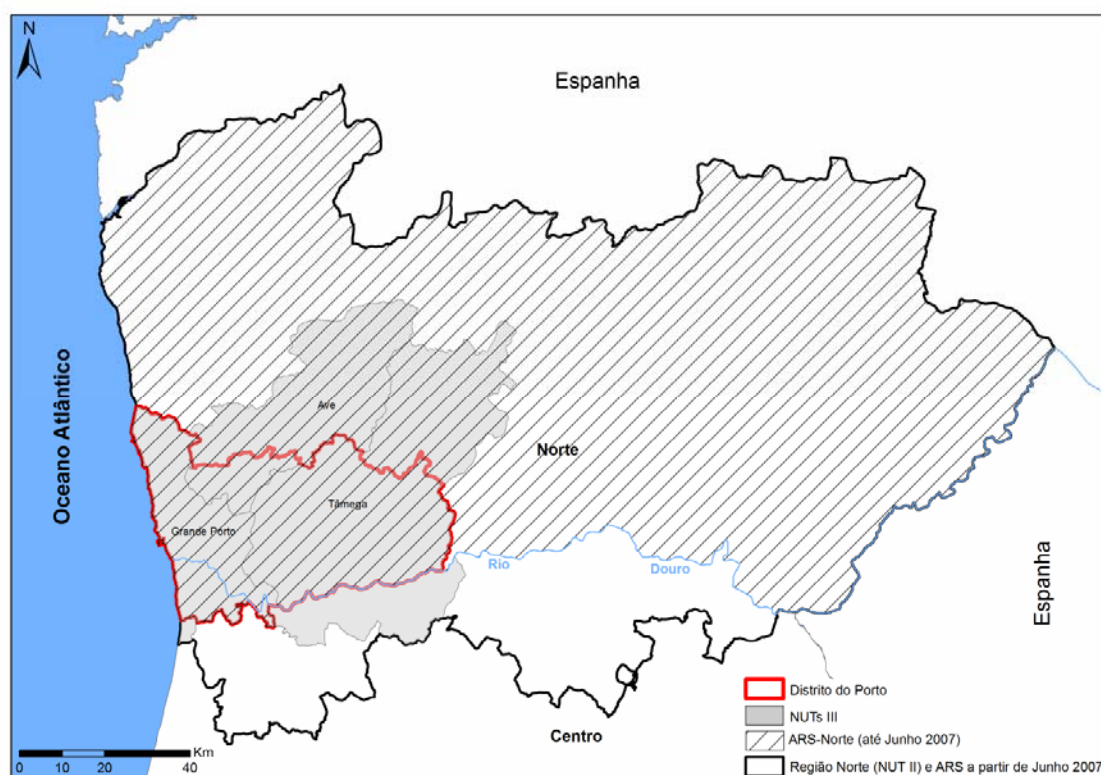 N
Espanha
Oceano Atlântico
Ave
Norte
Tâmega
Grande Porto
Rio
Douro
Espanha
Centro
Km
0 10 20 40
Distrito do Porto
NUTs III
ARS-Norte (até Junho 2007)
Região Norte (NUT II) e ARS a partir de Junho 2007